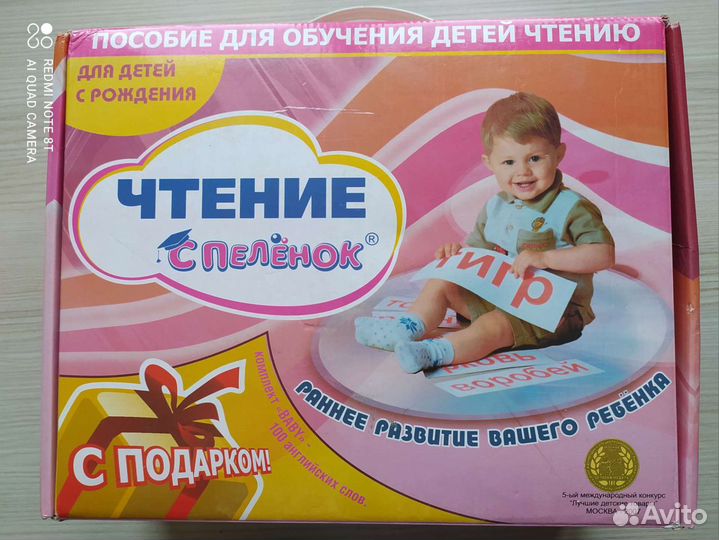 ПОСОБИЕ ДЛЯ ОБУЧЕНИЯ ДЕТЕЙ ЧТЕНИЮ
ДЛЯ ДЕТЕЙ
С РОЖДЕНИЯ
ЧТЕНИЕ
С ПЕЛЁНОК®
тигр
воробей
РАННЕЕ РАЗВИТИЕ ВАШЕГО РЕБЁНКА
комплект «BABY» -
100 английских слов.
С ПОДАРКОМ!
5-ый международный конкурс
"Лучшие детские
МОСКВА
REDMI NOTE 8T
AI QUAD CAMERA
Avito